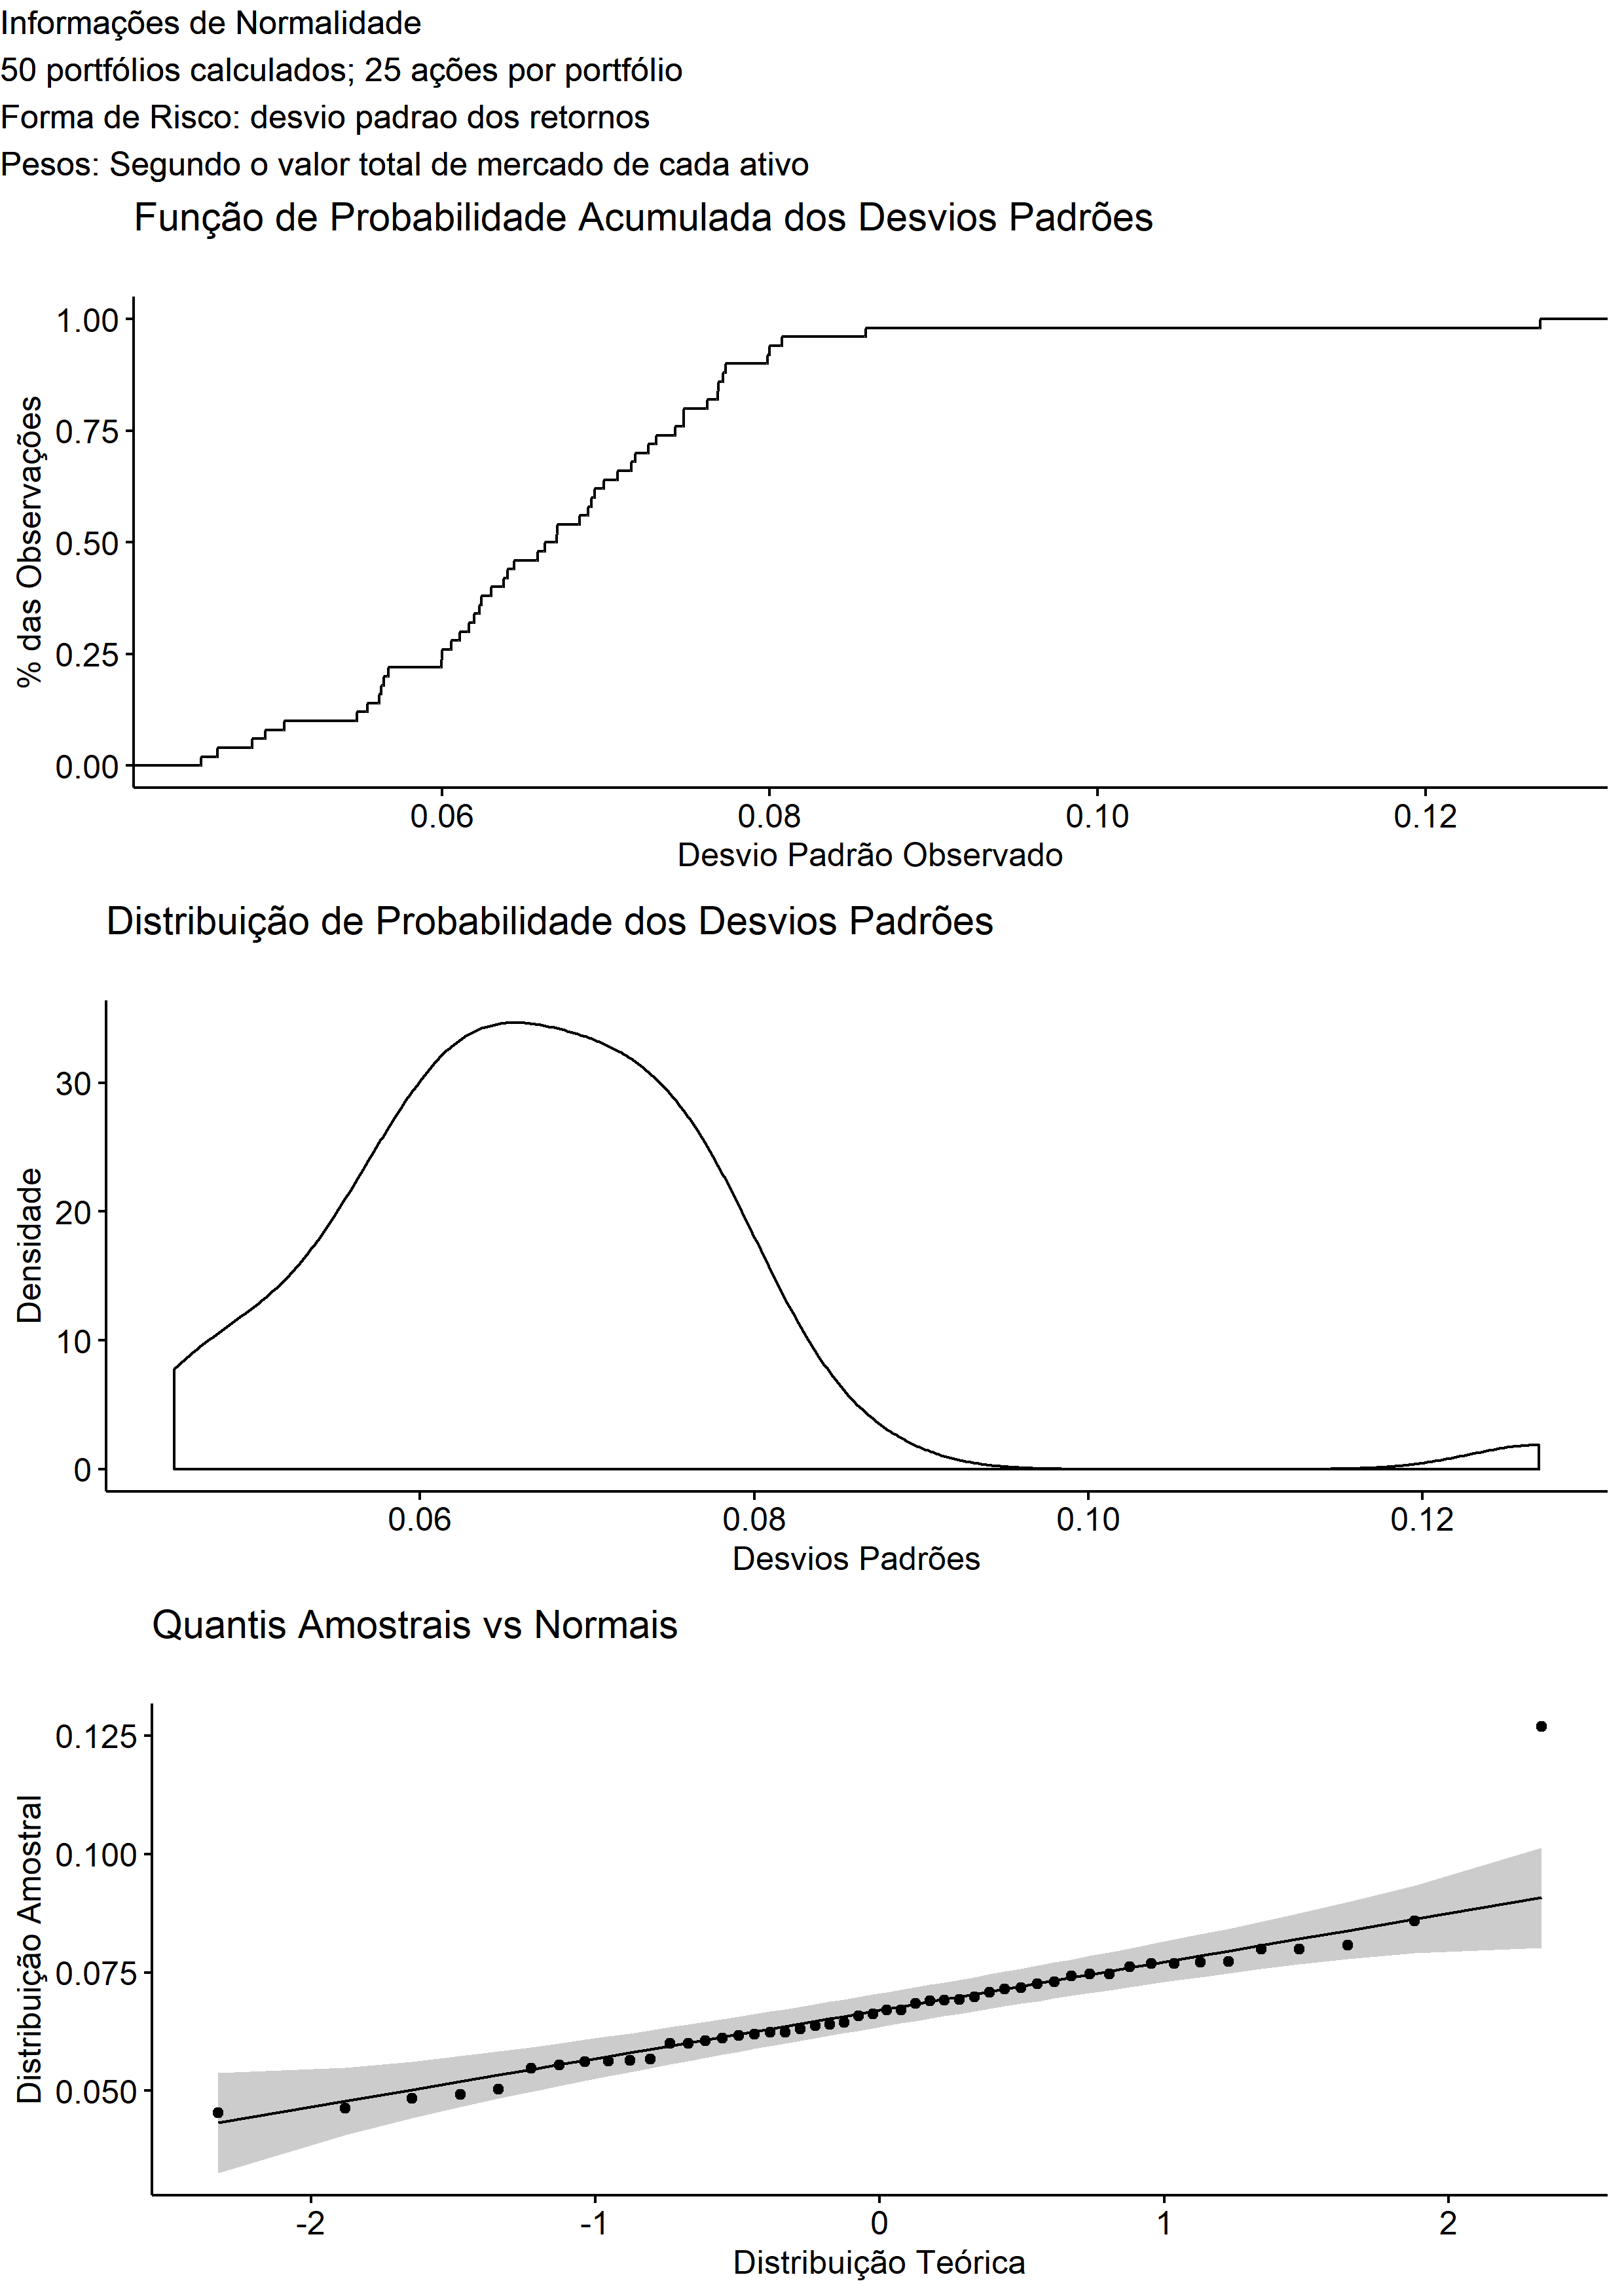 Informações de Normalidade
50 portfólios calculados; 25 ações por portfólio
Forma de Risco: desvio padrao dos retornos
Pesos: Segundo o valor total de mercado de cada ativo
Função de Probabilidade Acumulada dos Desvios Padrões
% das Observações
1.00
0.75
0.50
0.25
0.00
0.06 0.08 0.10 0.12
Desvio Padrão Observado
Distribuição de Probabilidade dos Desvios Padrões
Densidade
30
20
10
0
0.06 0.08 0.10 0.12
Desvios Padrões
Quantis Amostrais vs Normais
Distribuição Amostral
0.125
0.100
0.075
0.050
-2 -1 0 1 2
Distribuição Teórica